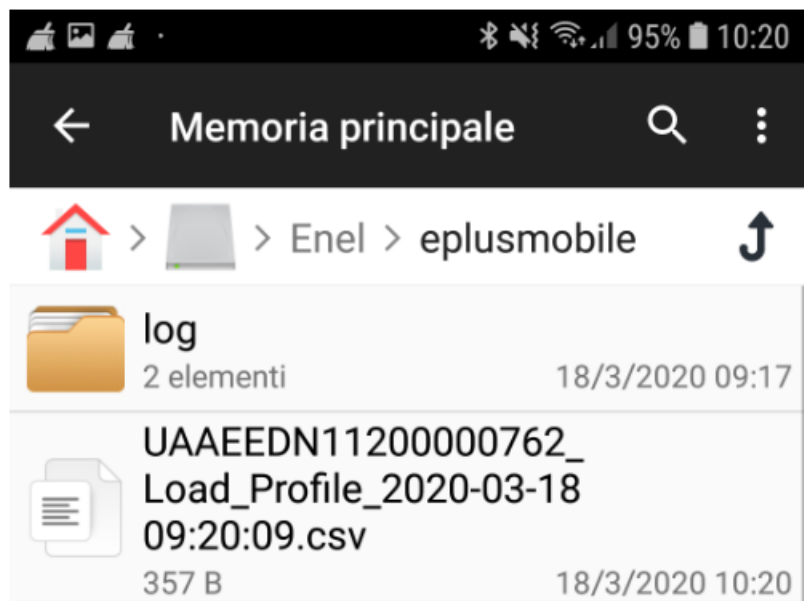 95% 10:20
Memoria principale
> > Enel > eplusmobile
log
2 elementi 18/3/2020 09:17
UAAEEDN11200000762_
Load_Profile_2020-03-18
09:20:09.csv
357 B 18/3/2020 10:20